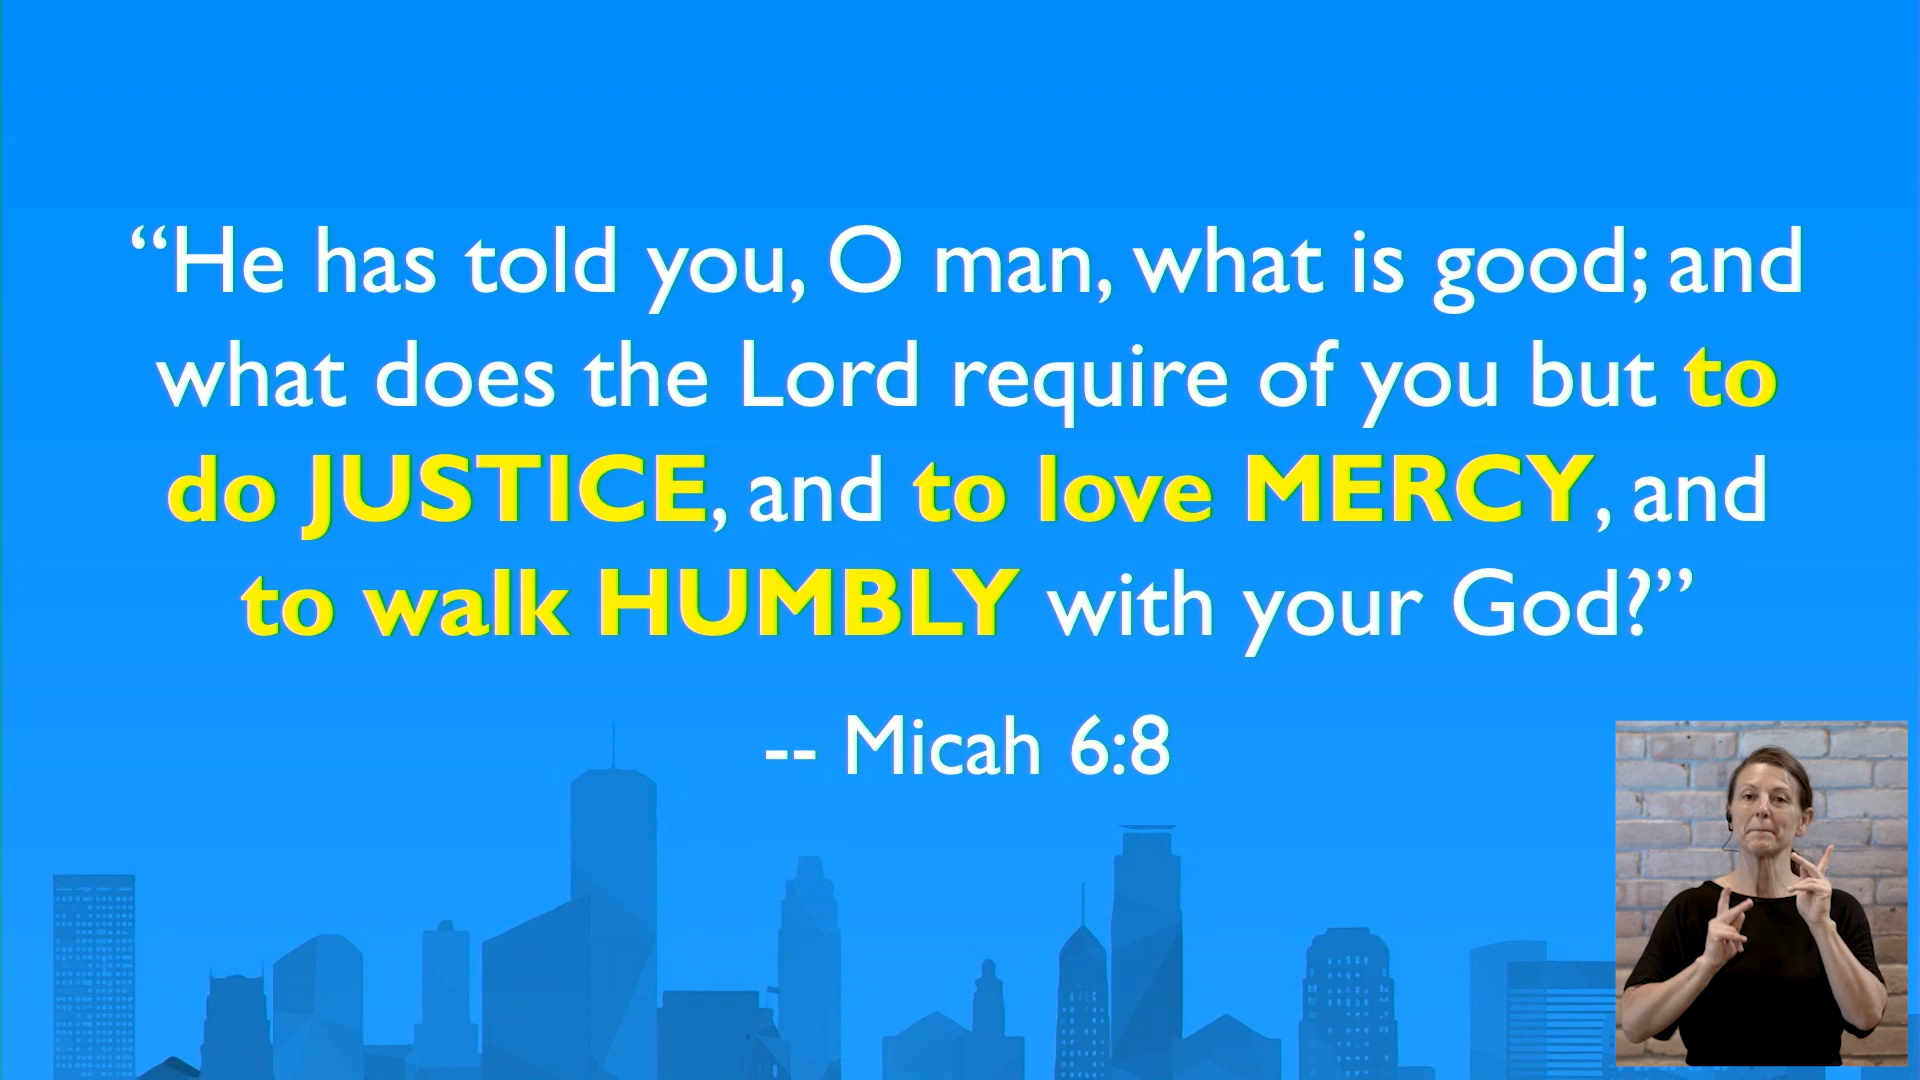 “He has told you, O man, what is good; and
what does the Lord require of you but to
do JUSTICE, and to love MERCY, and
to walk HUMBLY with your God?”
-- Micah 6:8